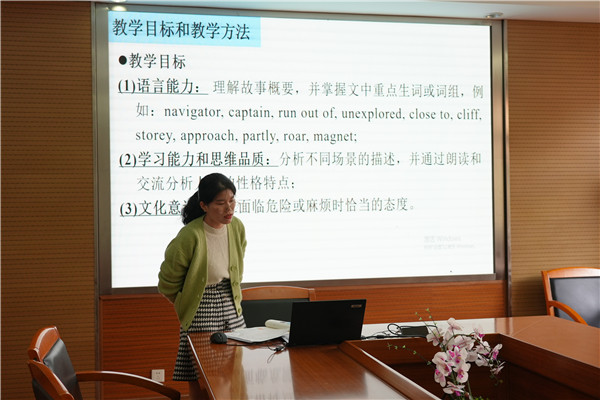 教学目标和教学方法
●教学目标
(1)语言能力：理解故事概要，并掌握文中重点生词或词组，例
如：navigator, captain, run out of, unexplored, close to, cliff,
storey, approach, partly, roar, magnet;
(2)学习能力和思维品质：分析不同场景的描述，并通过朗读和
交流分析人 的性格特点；
(3)文化意 面临危险或麻烦时恰当的态度。